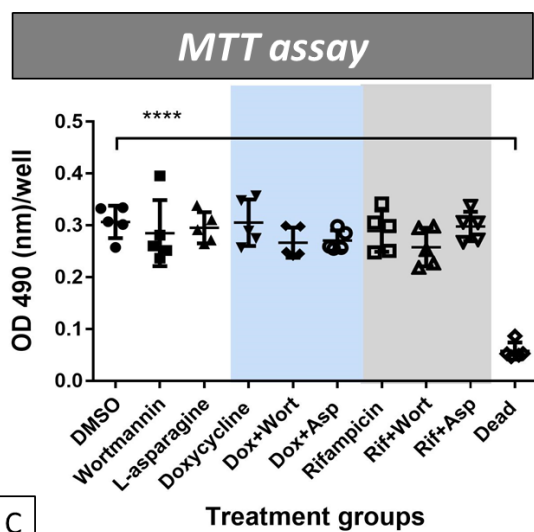 MTT assay
****
OD 490 (nm)/well
0.5
0.4
0.3
0.2
0.1
0.0
DMSO
Wortmannin
L-asparagine
Doxycycline
Dox+Wort
Dox+Asp
Rifampicin
Rif+Wort
Rif+Asp
Dead
C
Treatment groups